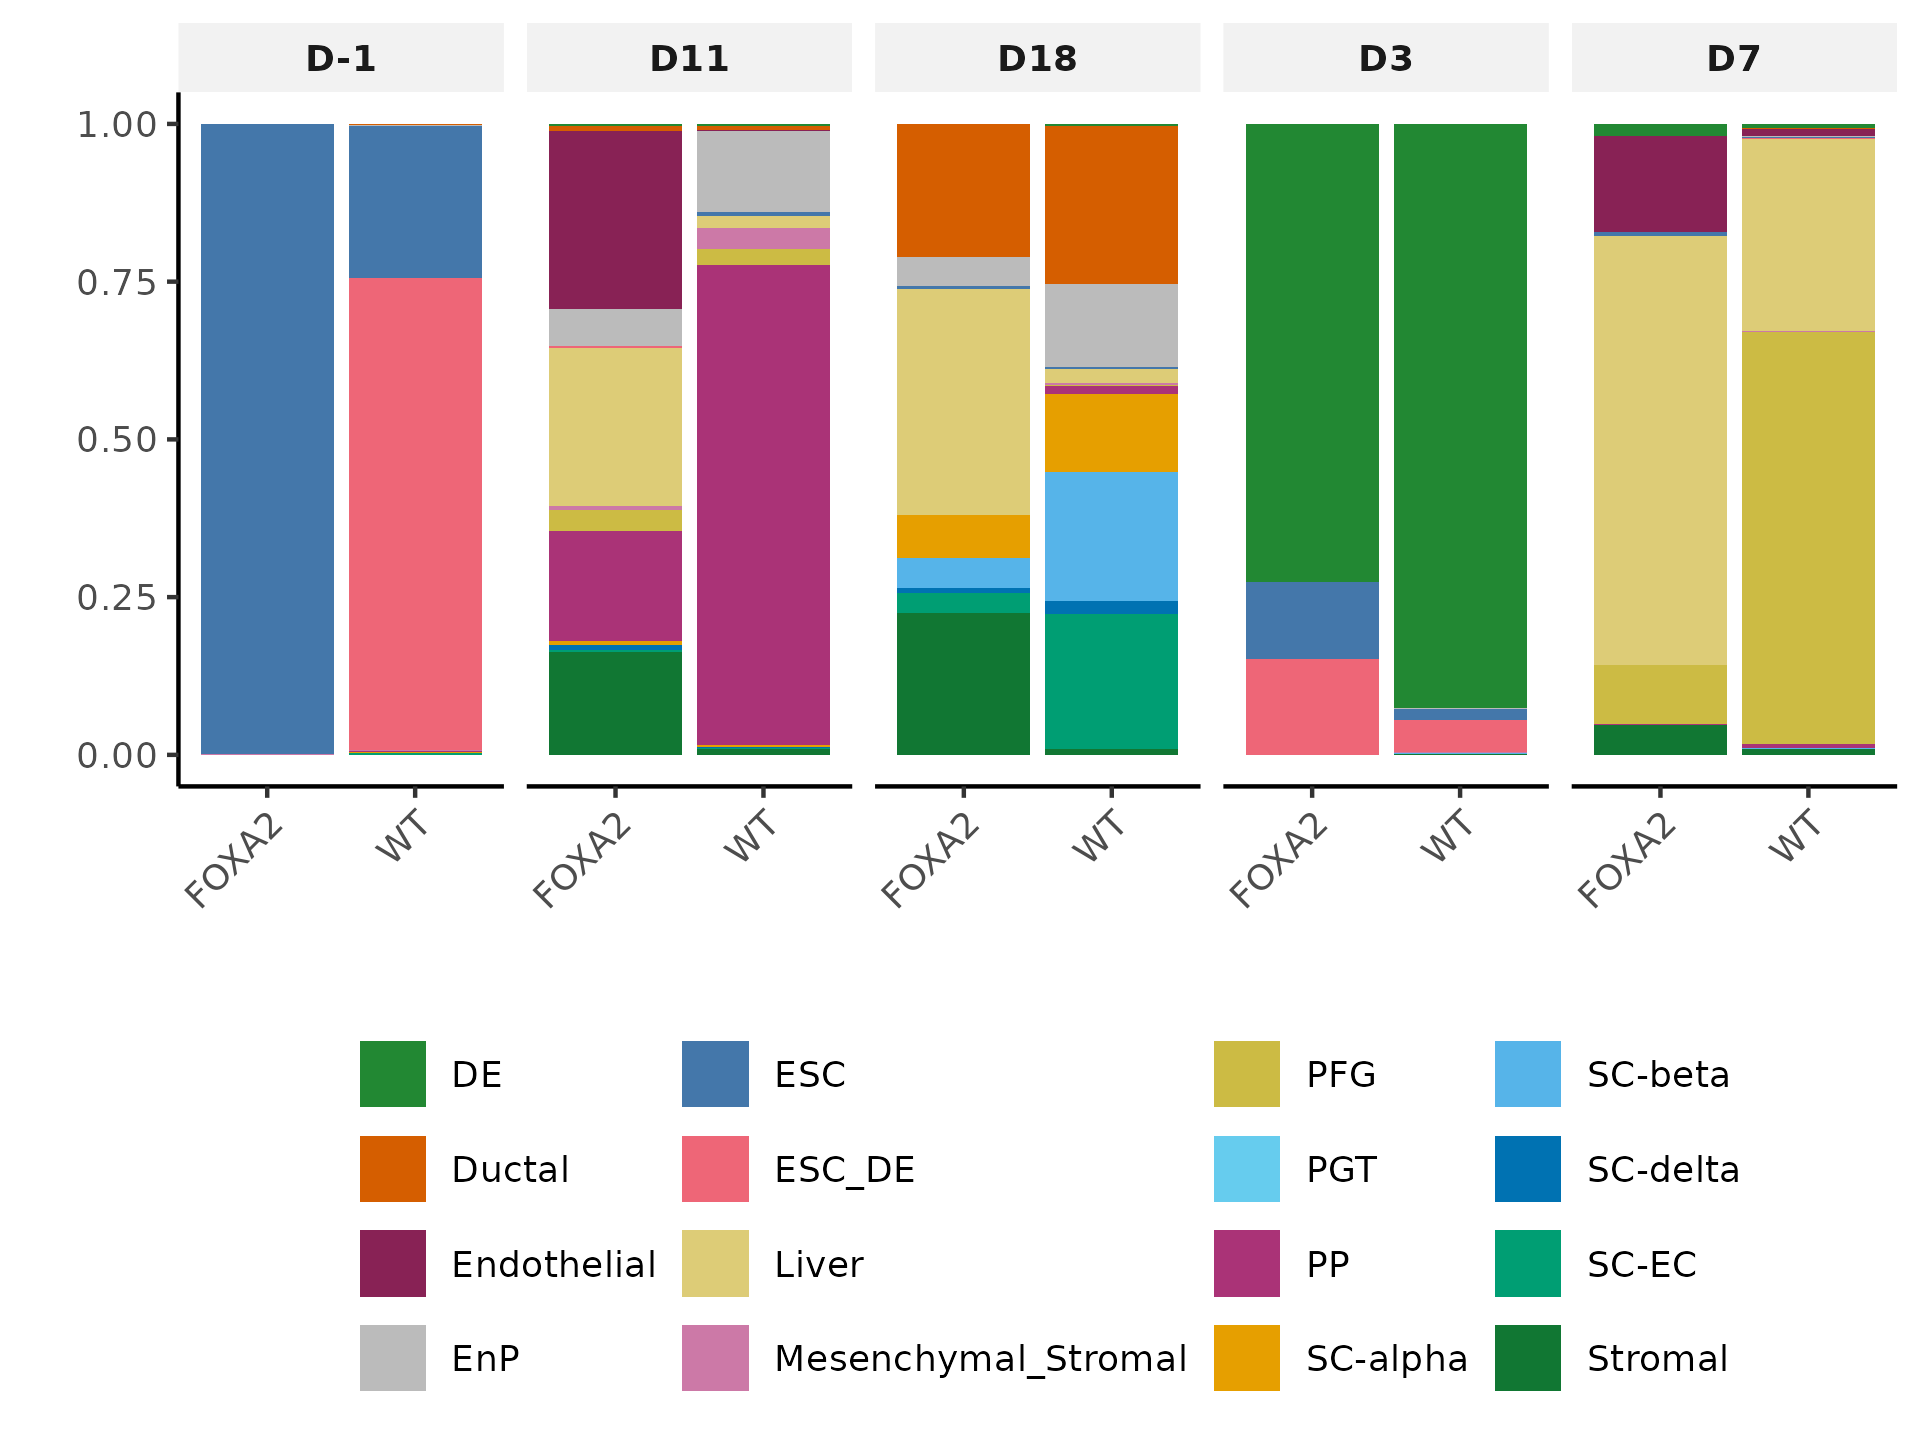 D-1 D11 D18 D3 D7
1.00
0.75
0.50
0.25
0.00
FOXA2 WT FOXA2 WT FOXA2 WT FOXA2 WT FOXA2 WT
DE ESC PFG SC-beta
Ductal ESC_DE PGT SC-delta
Endothelial Liver PP SC-EC
EnP Mesenchymal_Stromal SC-alpha Stromal